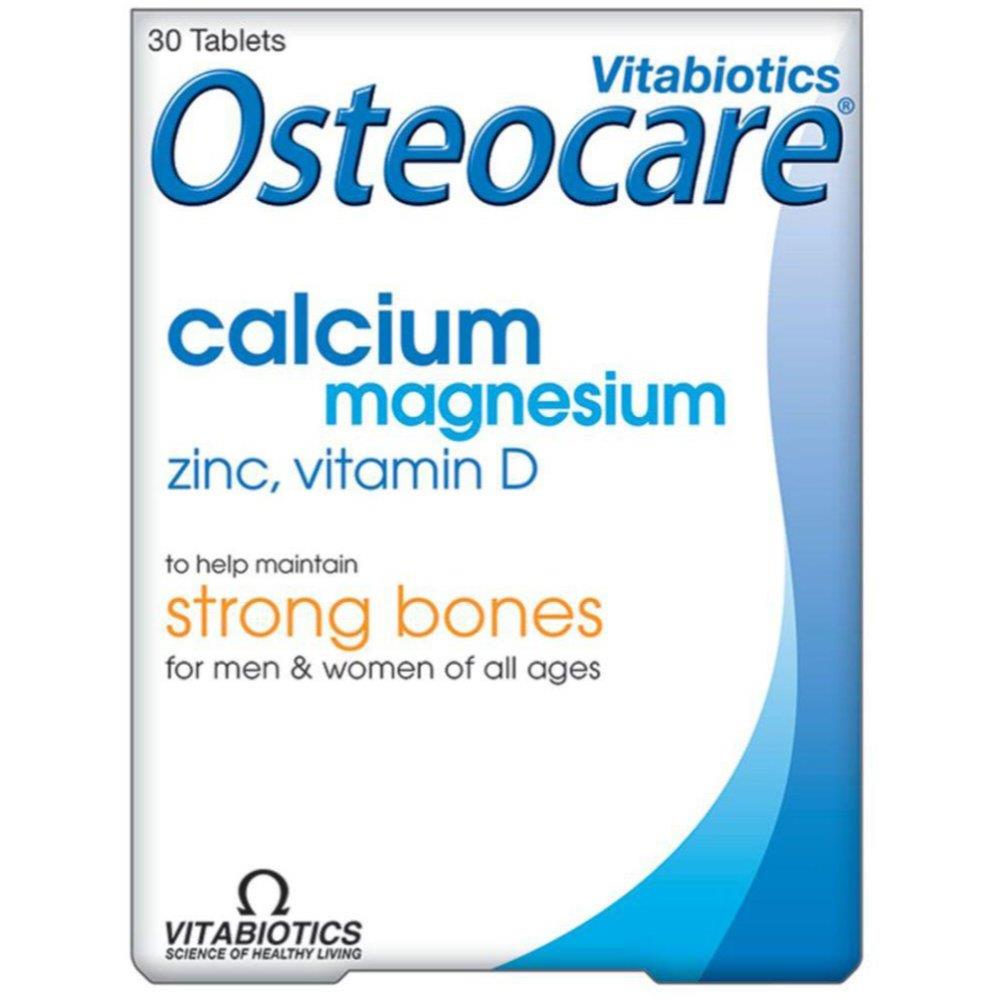 30 Tablets
Vitabiotics
Osteocare®
calcium
magnesium
zinc, vitamin D
to help maintain
strong bones
for men & women of all ages
VITABIOTICS
SCIENCE OF HEALTHY LIVING